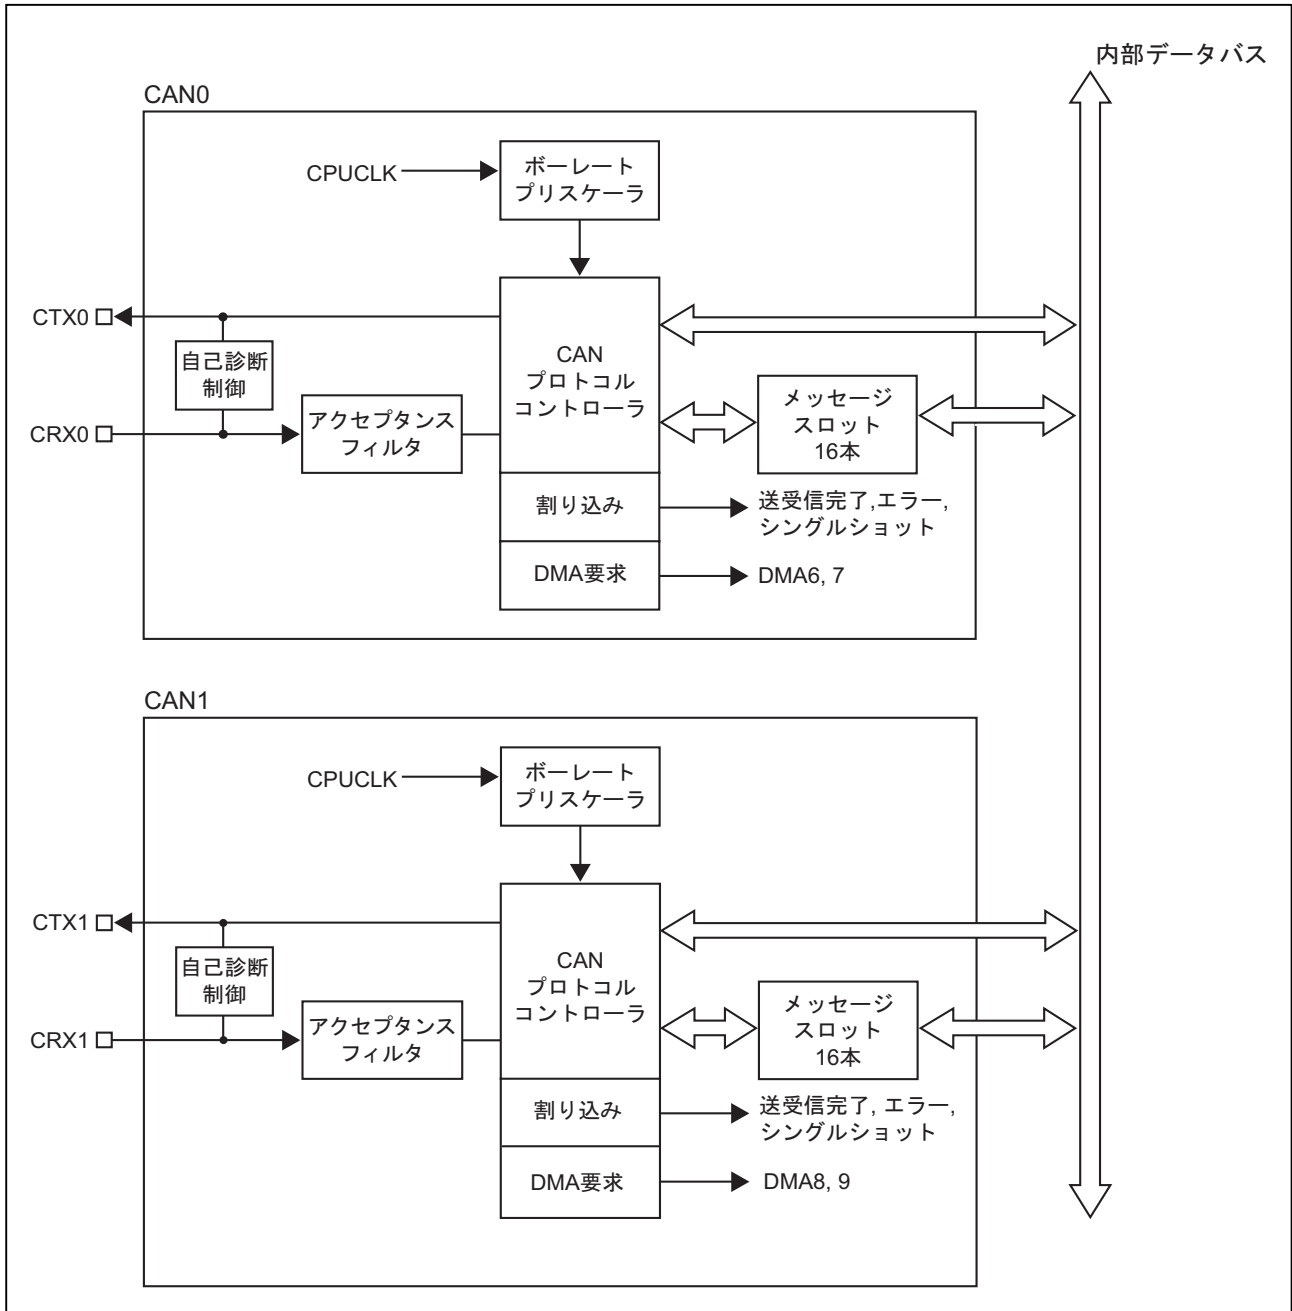 内部データバス
CAN0
CPUCLK
ボーレート
プリスケーラ
CTX0
自己診断
制御
CRX0
アクセプタンス
フィルタ
CAN
プロトコル
コントローラ
メッセージ
スロット
16本
割り込み
送受信完了,エラー,
シングルショット
DMA要求
DMA6, 7
CAN1
CPUCLK
ボーレート
プリスケーラ
CTX1
自己診断
制御
CRX1
アクセプタンス
フィルタ
CAN
プロトコル
コントローラ
メッセージ
スロット
16本
割り込み
送受信完了, エラー,
シングルショット
DMA要求
DMA8, 9